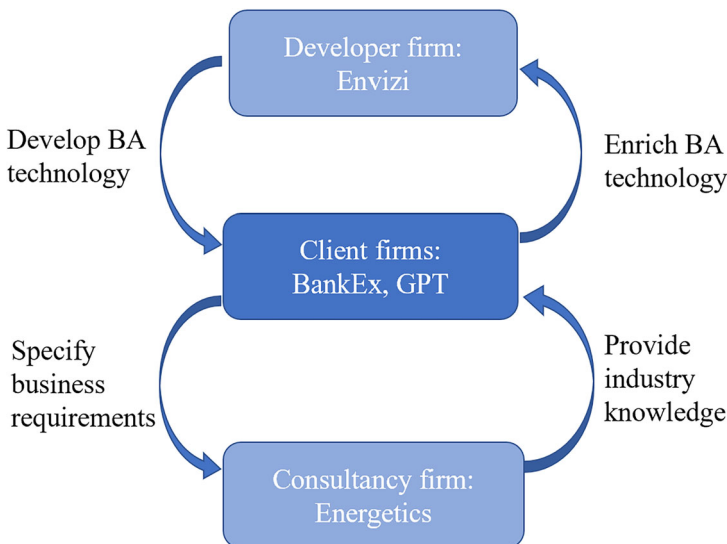 Developer firm:
Envizi
Develop BA
technology
Enrich BA
technology
Client firms:
BankEx, GPT
Specify
business
requirements
Provide
industry
knowledge
Consultancy firm:
Energetics